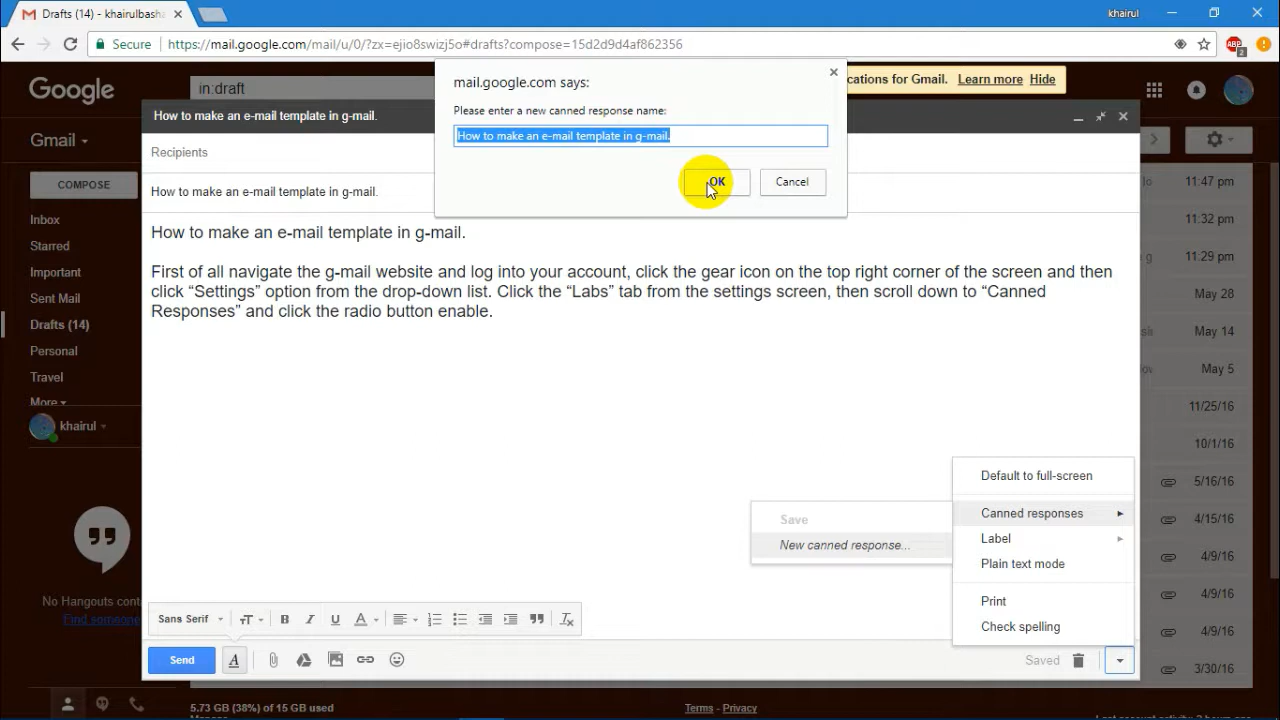 Drafts (14) - khairulbasha
khairul
Secure
https://mail.google.com/mail/u/0/?zx=ejio8swizj5o#drafts?compose=15d2d9d4af862356
ABP
2
Google
in:draft
cations for Gmail. Learn more Hide
mail.google.com says:
Please enter a new canned response name:
How to make an e-mail template in g-mail.
OK
Cancel
Gmail
COMPOSE
Inbox
Starred
Important
Sent Mail
Drafts (14)
Personal
Travel
More
khairul
No Hangouts cont
Find someone
How to make an e-mail template in g-mail.
Recipients
How to make an e-mail template in g-mail.
How to make an e-mail template in g-mail.
First of all navigate the g-mail website and log into your account, click the gear icon on the top right corner of the screen and then
click “Settings” option from the drop-down list. Click the “Labs” tab from the settings screen, then scroll down to “Canned
Responses” and click the radio button enable.
Default to full-screen
Canned responses
Label
Plain text mode
Print
Check spelling
Save
New canned response...
Sans Serif
Send
Saved
11:47 pm
11:32 pm
11:29 pm
May 28
May 14
May 5
11/25/16
10/1/16
5/16/16
4/15/16
4/9/16
4/9/16
4/9/16
3/30/16
5.73 GB (38%) of 15 GB used
Terms - Privacy